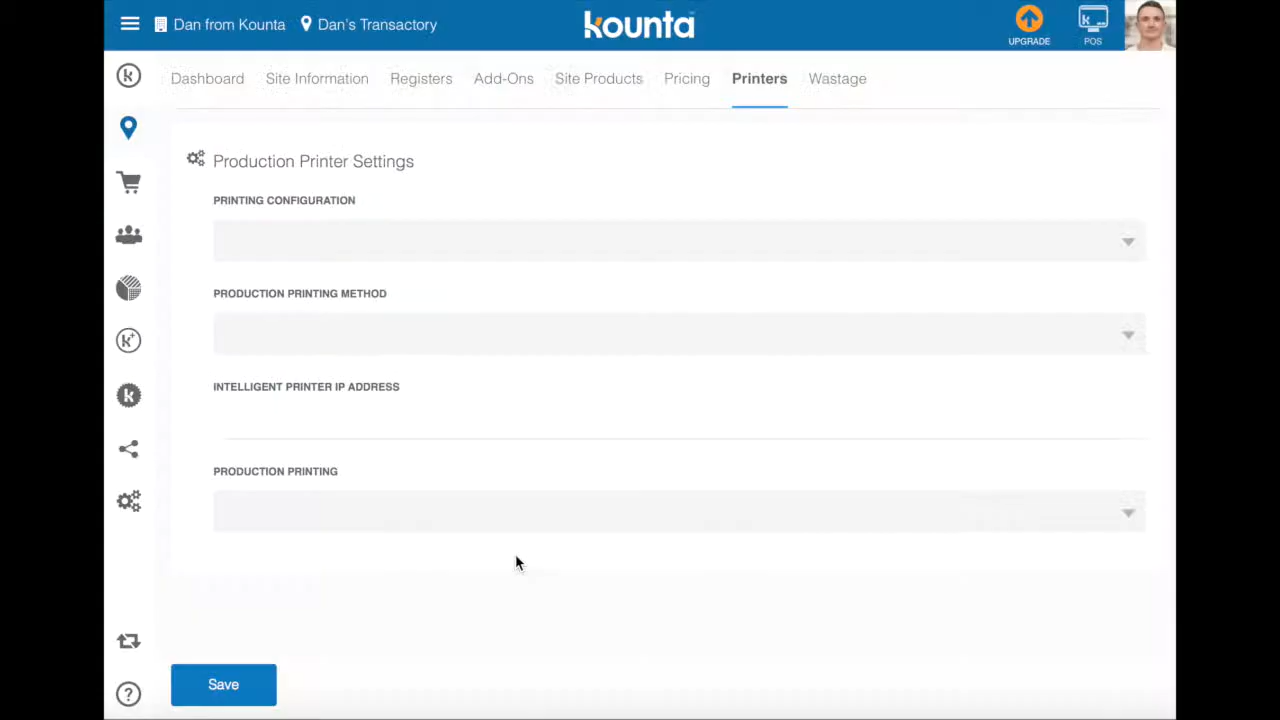 Dan from Kounta Dan's Transactory kounta UPGRADE POS
Dashboard Site Information Registers Add-Ons Site Products Pricing Printers Wastage
Production Printer Settings
PRINTING CONFIGURATION
PRODUCTION PRINTING METHOD
INTELLIGENT PRINTER IP ADDRESS
PRODUCTION PRINTING
Save